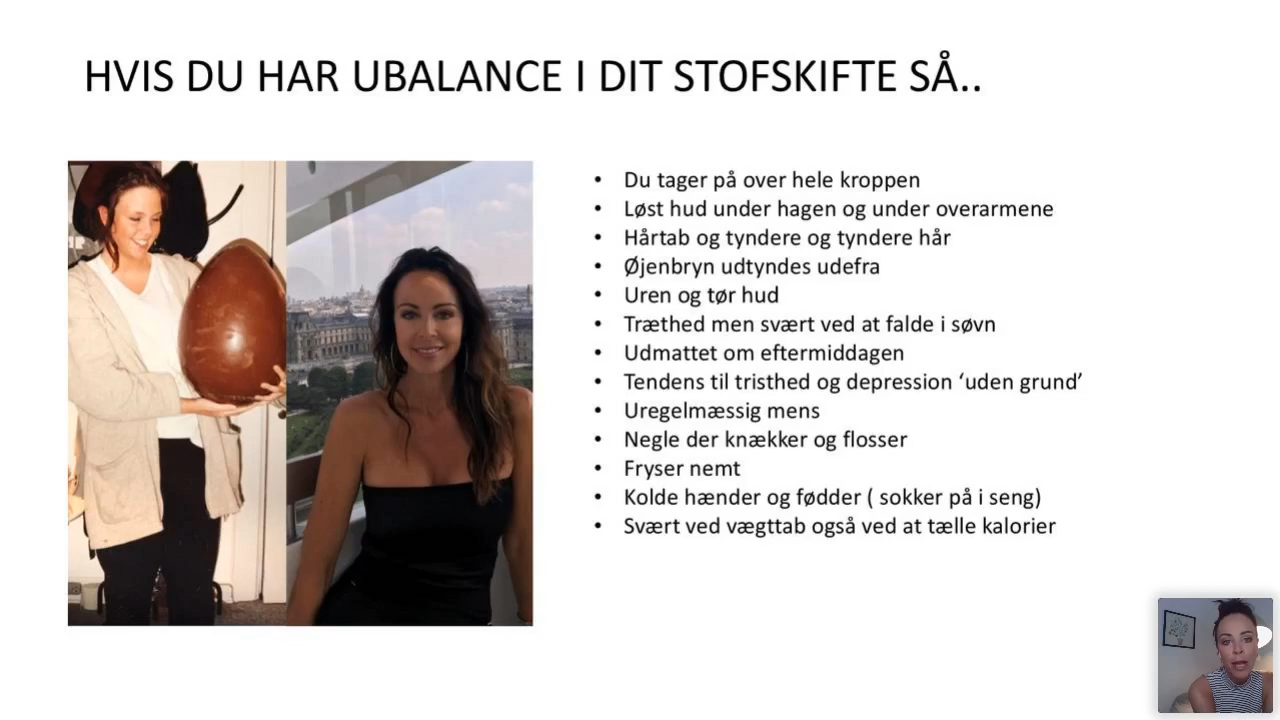 HVIS DU HAR UBALANCE I DIT STOFSKIFTE SÅ..
• Du tager på over hele kroppen
• Løst hud under hagen og under overarmene
• Hårtab og tyndere og tyndere hår
• Øjenbryn udtyndes udefra
• Uren og tør hud
• Træthed men svært ved at falde i søvn
• Udmattet om eftermiddagen
• Tendens til tristhed og depression ‘uden grund’
• Uregelmæssig mens
• Negle der knækker og flosser
• Fryser nemt
• Kolde hænder og fødder ( sokker på i seng)
• Svært ved vægttab også ved at tælle kalorier